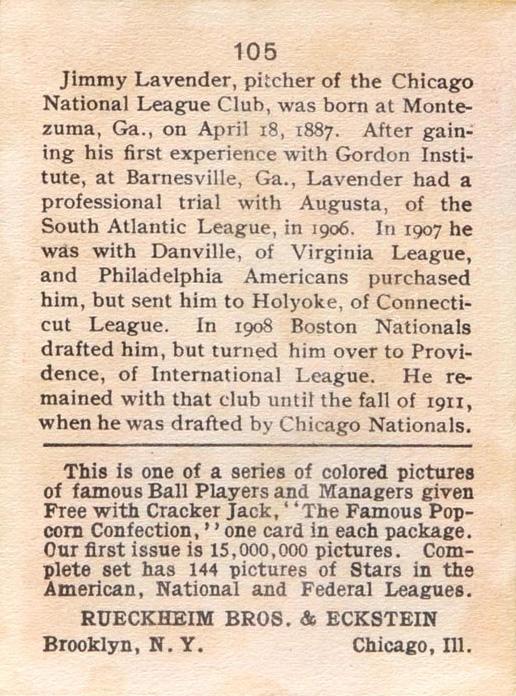 105
Jimmy Lavender, pitcher of the Chicago
National League Club, was born at Monte-
zuma, Ga., on April 18, 1887. After gain-
ing his first experience with Gordon Insti-
tute, at Barnesville, Ga., Lavender had a
professional trial with Augusta, of the
South Atlantic League, in 1906. In 1907 he
was with Danville, of Virginia League,
and Philadelphia Americans purchased
him, but sent him to Holyoke, of Connecti-
cut League. In 1908 Boston Nationals
drafted him, but turned him over to Provi-
dence, of International League. He re-
mained with that club until the fall of 1911,
when he was drafted by Chicago Nationals.
This is one of a series of colored pictures
of famous Ball Players and Managers given
Free with Cracker Jack, "The Famous Pop-
corn Confection," one card in each package.
Our first issue is 15,000,000 pictures. Com-
plete set has 144 pictures of Stars in the
American, National and Federal Leagues.
RUECKHEIM BROS. & ECKSTEIN
Brooklyn, N. Y. Chicago, Ill.